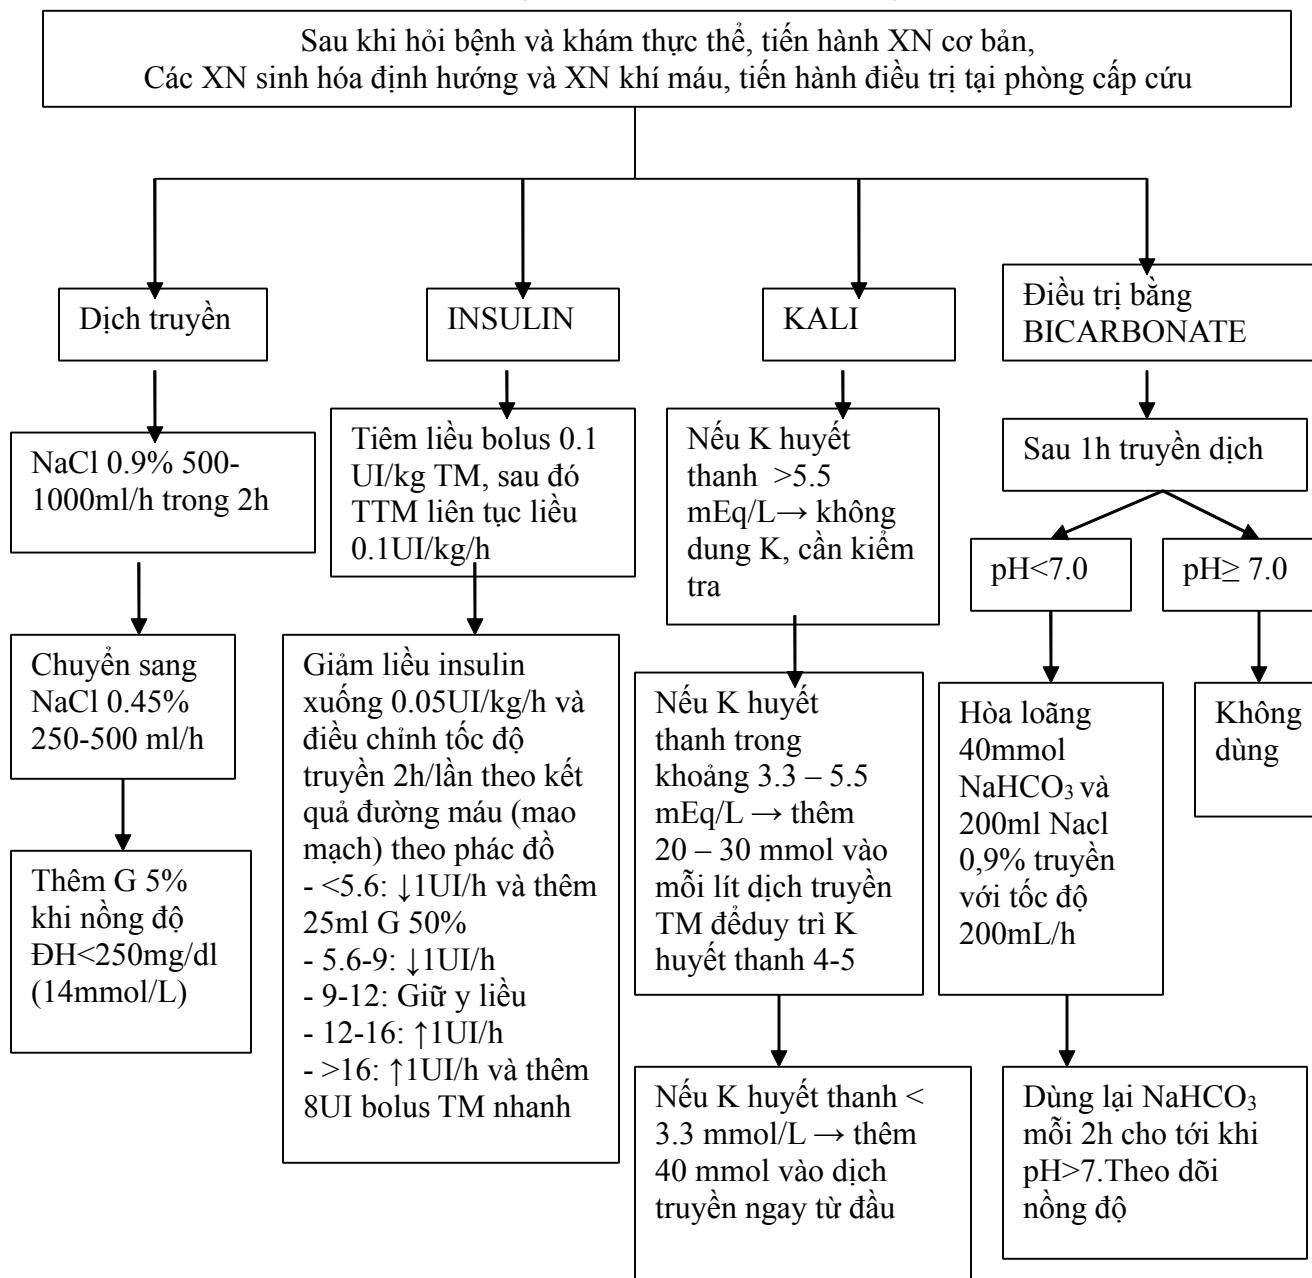 Sau khi hỏi bệnh và khám thực thể, tiến hành XN cơ bản,
Các XN sinh hóa định hướng và XN khí máu, tiến hành điều trị tại phòng cấp cứu
Dịch truyền
INSULIN
KALI
Điều trị bằng
BICARBONATE
NaCl 0.9% 500-
1000ml/h trong 2h
Tiêm liều bolus 0.1
UI/kg TM, sau đó
TTM liên tục liều
0.1UI/kg/h
Nếu K huyết
thanh >5.5
mEq/L→ không
dung K, cần kiểm
tra
Sau 1h truyền dịch
pH<7.0
pH≥ 7.0
Chuyển sang
NaCl 0.45%
250-500 ml/h
Giảm liều insulin
xuống 0.05UI/kg/h và
điều chỉnh tốc độ
truyền 2h/lần theo kết
quả đường máu (mao
mạch) theo phác đồ
- <5.6: ↓1UI/h và thêm
25ml G 50%
- 5.6-9: ↓1UI/h
- 9-12: Giữ y liều
- 12-16: ↑1UI/h
- >16: ↑1UI/h và thêm
8UI bolus TM nhanh
Nếu K huyết
thanh trong
khoảng 3.3 – 5.5
mEq/L → thêm
20 – 30 mmol vào
mỗi lít dịch truyền
TM đểduy trì K
huyết thanh 4-5
Hòa loãng
40mmol
NaHCO₃ và
200ml Nacl
0,9% truyền
với tốc độ
200mL/h
Không
dùng
Thêm G 5%
khi nồng độ
ĐH<250mg/dl
(14mmol/L)
Nếu K huyết thanh <
3.3 mmol/L → thêm
40 mmol vào dịch
truyền ngay từ đầu
Dùng lại NaHCO₃
mỗi 2h cho tới khi
pH>7.Theo dõi
nồng độ